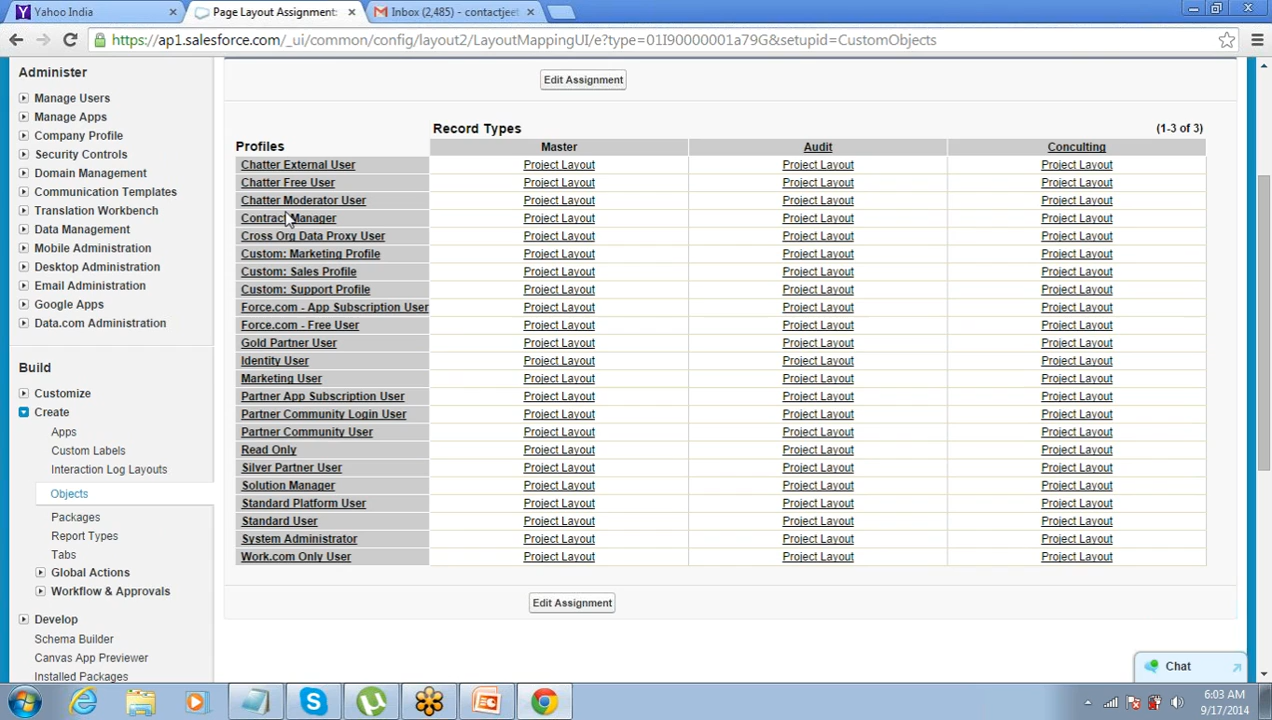 Yahoo India
Page Layout Assignment:
Inbox (2,485) - contactjeet
https://ap1.salesforce.com/_ui/common/config/layout2/LayoutMappingUI/e?type=01I90000001a79G&setupid=CustomObjects
Administer
Manage Users
Manage Apps
Company Profile
Security Controls
Domain Management
Communication Templates
Translation Workbench
Data Management
Mobile Administration
Desktop Administration
Email Administration
Google Apps
Data.com Administration
Build
Customize
Create
Apps
Custom Labels
Interaction Log Layouts
Objects
Packages
Report Types
Tabs
Global Actions
Workflow & Approvals
Develop
Schema Builder
Canvas App Previewer
Installed Packages
Edit Assignment
Record Types
(1-3 of 3)
Profiles Master Audit Conculting
Chatter External User Project Layout Project Layout Project Layout
Chatter Free User Project Layout Project Layout Project Layout
Chatter Moderator User Project Layout Project Layout Project Layout
Contract Manager Project Layout Project Layout Project Layout
Cross Org Data Proxy User Project Layout Project Layout Project Layout
Custom: Marketing Profile Project Layout Project Layout Project Layout
Custom: Sales Profile Project Layout Project Layout Project Layout
Custom: Support Profile Project Layout Project Layout Project Layout
Force.com - App Subscription User Project Layout Project Layout Project Layout
Force.com - Free User Project Layout Project Layout Project Layout
Gold Partner User Project Layout Project Layout Project Layout
Identity User Project Layout Project Layout Project Layout
Marketing User Project Layout Project Layout Project Layout
Partner App Subscription User Project Layout Project Layout Project Layout
Partner Community Login User Project Layout Project Layout Project Layout
Partner Community User Project Layout Project Layout Project Layout
Read Only Project Layout Project Layout Project Layout
Silver Partner User Project Layout Project Layout Project Layout
Solution Manager Project Layout Project Layout Project Layout
Standard Platform User Project Layout Project Layout Project Layout
Standard User Project Layout Project Layout Project Layout
System Administrator Project Layout Project Layout Project Layout
Work.com Only User Project Layout Project Layout Project Layout
Edit Assignment
Chat
6:03 AM
9/17/2014